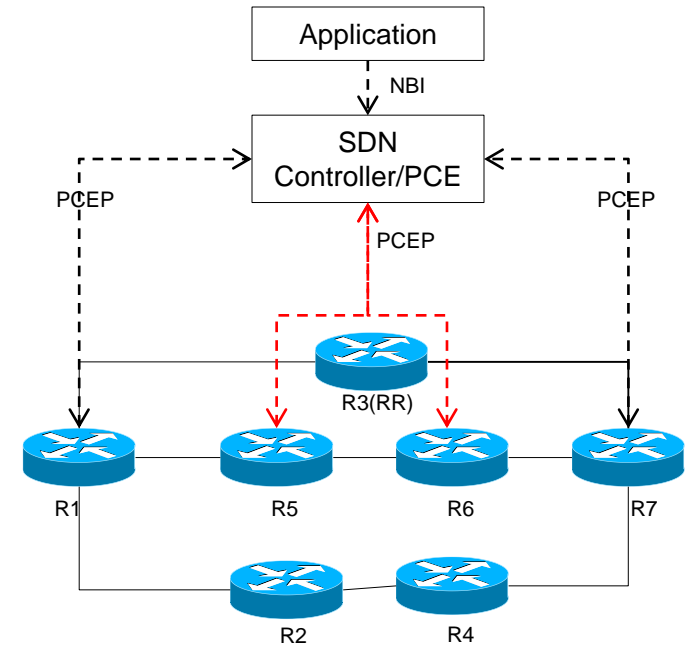 Application
NBI
SDN
Controller/PCE
PCEP
PCEP
PCEP
R3(RR)
R1
R5
R6
R7
R2
R4